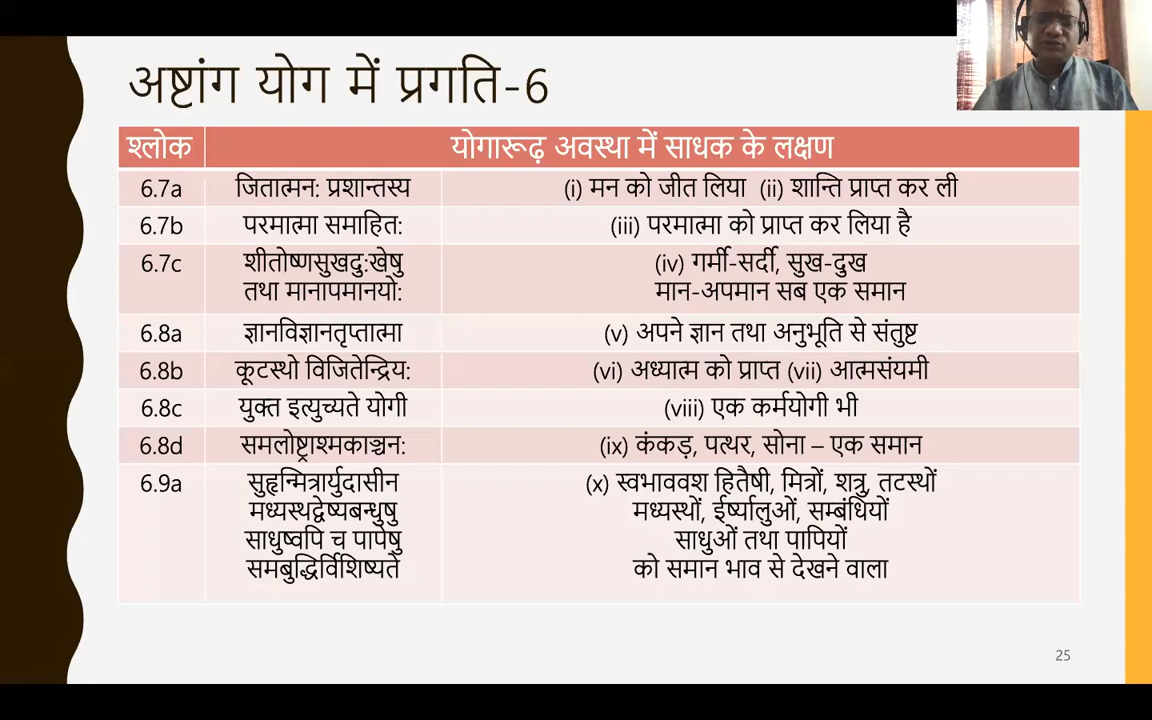 अष्टांग योग में प्रगति-6
श्लोक योगारूढ़ अवस्था में साधक के लक्षण
6.7a जितात्मन: प्रशान्तस्य (i) मन को जीत लिया (ii) शान्ति प्राप्त कर ली
6.7b परमात्मा समाहित: (iii) परमात्मा को प्राप्त कर लिया है
6.7c शीतोष्णसुखदु:खेषु (iv) गर्मी-सर्दी, सुख-दुख
तथा मानापमानयो: मान-अपमान सब एक समान
6.8a ज्ञानविज्ञानतृप्तात्मा (v) अपने ज्ञान तथा अनुभूति से संतुष्ट
6.8b कूटस्थो विजितेन्द्रिय: (vi) अध्यात्म को प्राप्त (vii) आत्मसंयमी
6.8c युक्त इत्युच्यते योगी (viii) एक कर्मयोगी भी
6.8d समलोष्ट्राश्मकाञ्चन: (ix) कंकड़, पत्थर, सोना – एक समान
6.9a सुहृन्मित्रार्युदासीन (x) स्वभाववश हितैषी, मित्रों, शत्रु, तटस्थों
मध्यस्थद्वेष्यबन्धुषु मध्यस्थों, ईर्ष्यालुओं, सम्बंधियों
साधुष्वपि च पापेषु साधुओं तथा पापियों
समबुद्धिर्विशिष्यते को समान भाव से देखने वाला
25